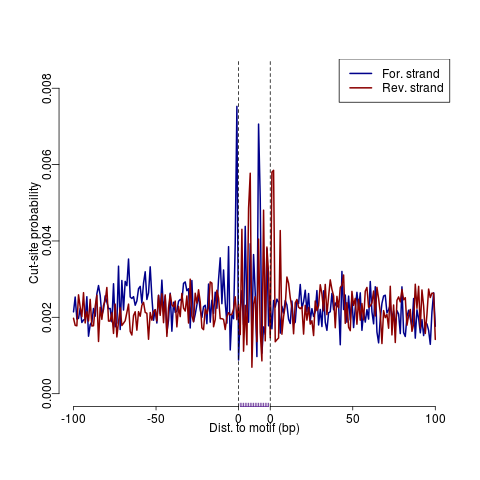 For. strand
Rev. strand
Cut-site probability
0.008
0.006
0.004
0.002
0.000
-100 -50 0 0 50 100
Dist. to motif (bp)